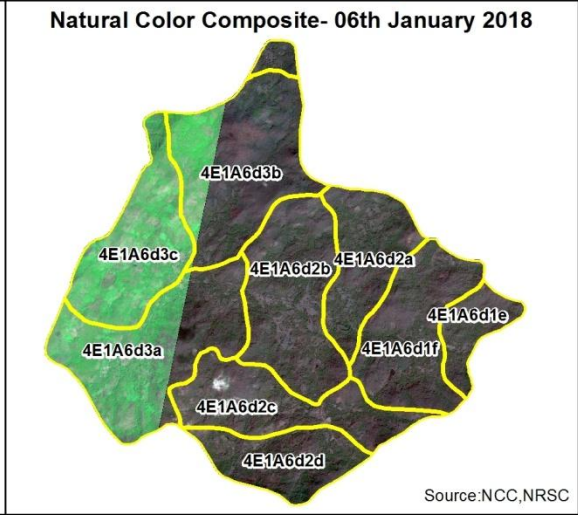 Natural Color Composite- 06th January 2018
4E1A6d3b
4E1A6d3c
4E1A6d2b
4E1A6d2a
4E1A6d1e
4E1A6d3a
4E1A6d1f
4E1A6d2c
4E1A6d2d
Source:NCC,NRSC